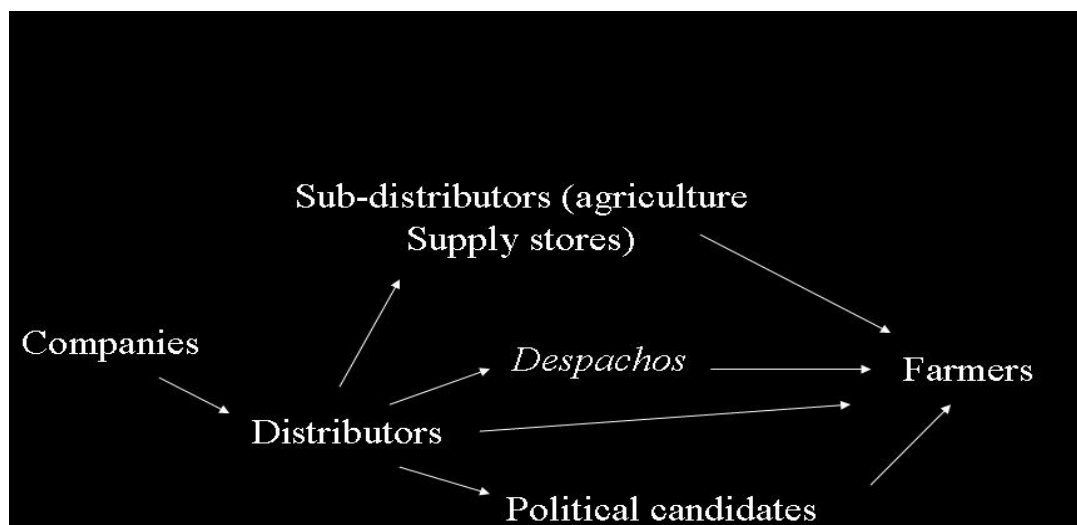 Sub-distributors (agriculture
Supply stores)
Companies
Despachos
Farmers
Distributors
Political candidates